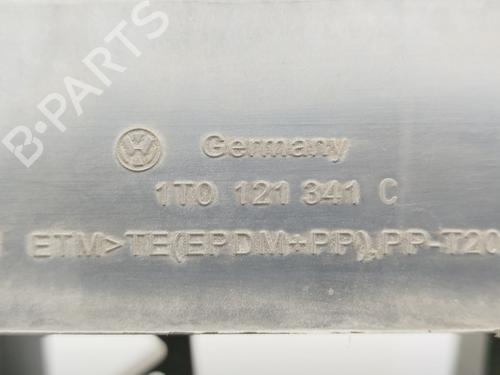 B-PARTS
Germany
1T0 121 341 C
ETM>TE(EPDM+PP),PP-T20